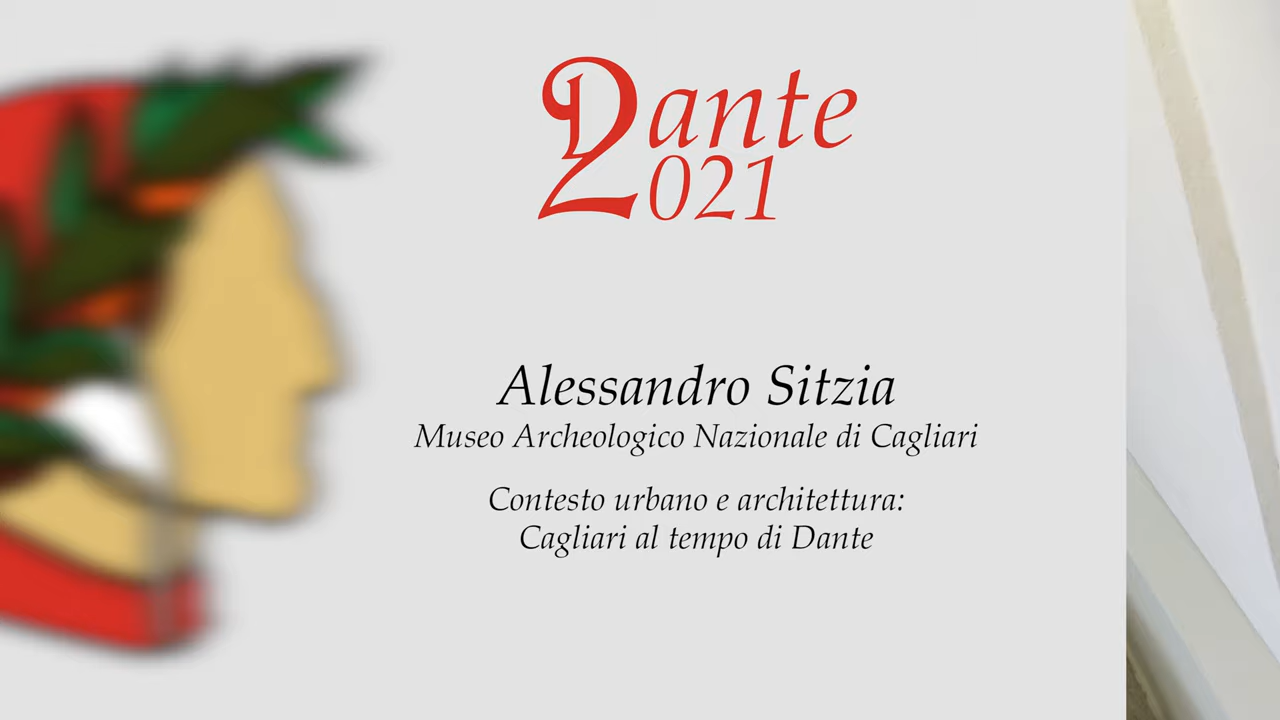 Dante
2021
Alessandro Sitzia
Museo Archeologico Nazionale di Cagliari
Contesto urbano e architettura:
Cagliari al tempo di Dante